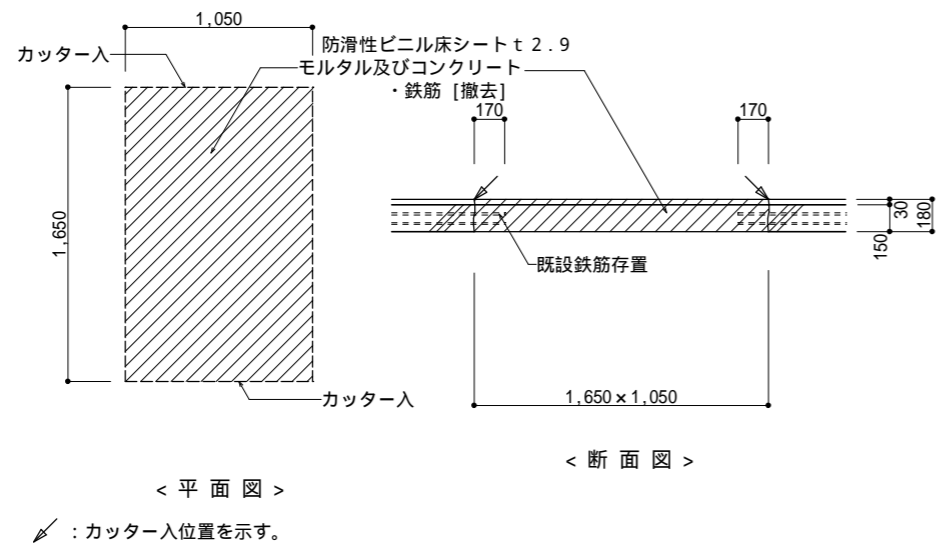 1,050
カッター入
防滑性ビニル床シートｔ２.９
モルタル及びコンクリート
・鉄筋［撤去］
170
170
1,650
30
180
150
既設鉄筋存置
カッター入
1,650×1,050
＜平面図＞
＜断面図＞
：カッター入位置を示す。